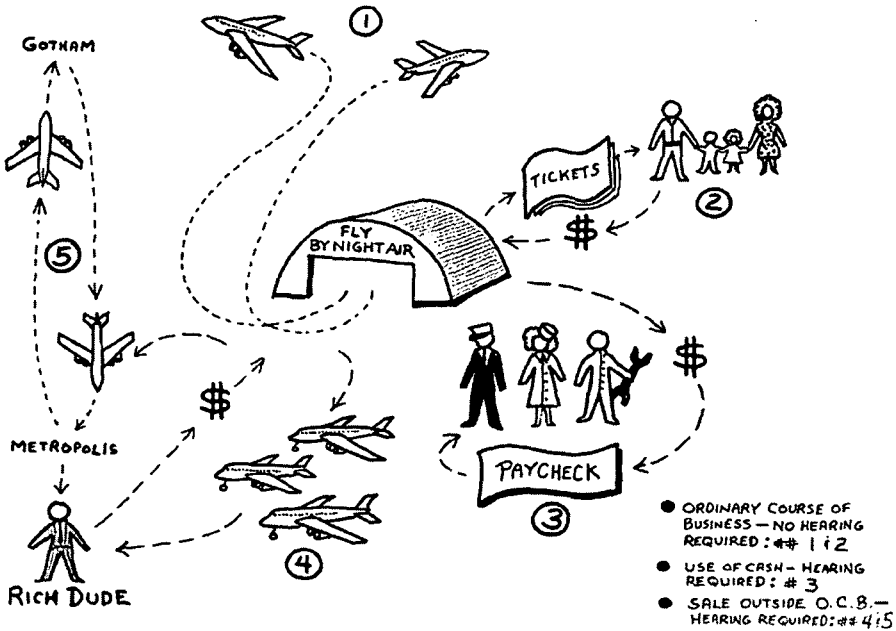 GOTHAM
1
TICKETS
2
$
FLY
BY NIGHT AIR
5
$
$
METROPOLIS
PAYCHECK
3
4
RICH DUDE
● ORDINARY COURSE OF
BUSINESS — NO HEARING
REQUIRED: ## 1 & 2
● USE OF CASH — HEARING
REQUIRED: # 3
● SALE OUTSIDE O.C.B. —
HEARING REQUIRED: ## 4 & 5